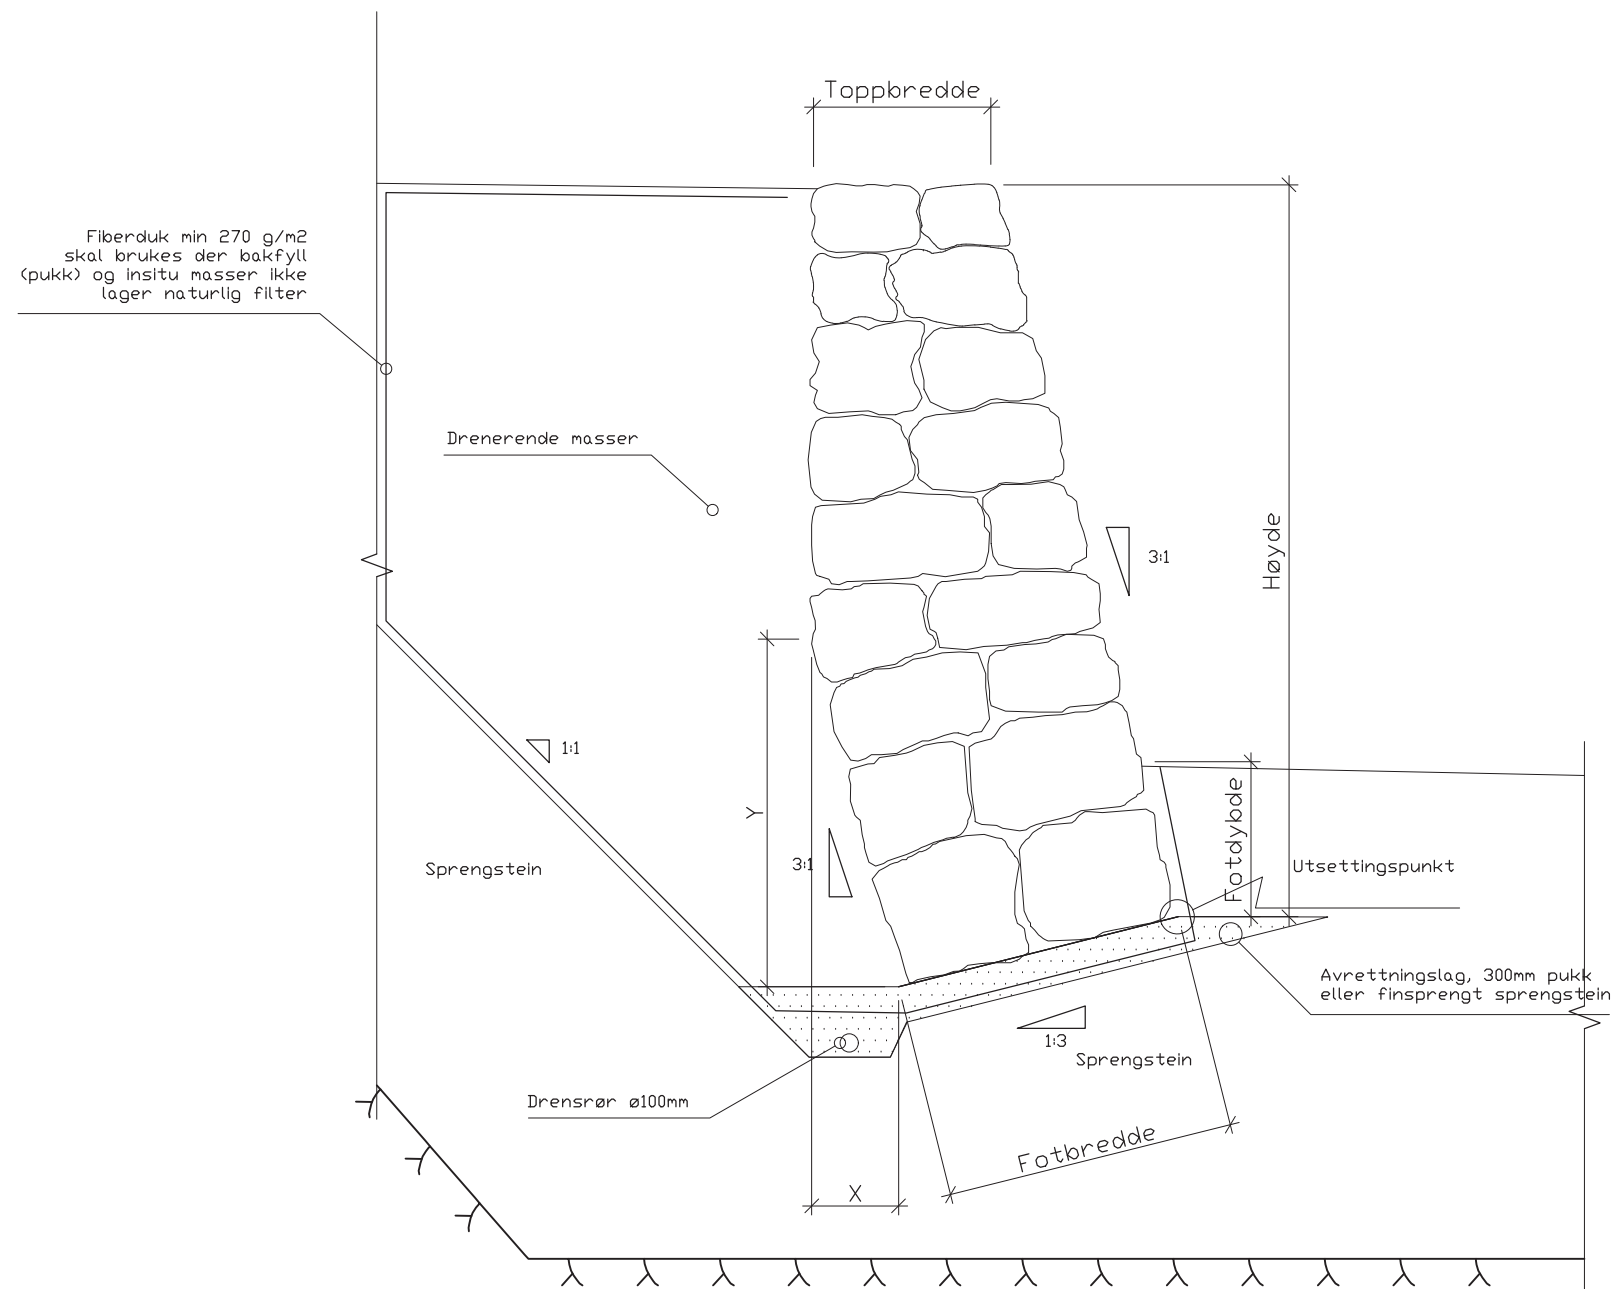 Toppbredde
Fiberduk min 270 g/m2
skal brukes der bakfyll
(pukk) og insitu masser ikke
lager naturlig filter
Drenerende masser
Høyde
3:1
1:1
Y
3:1
Fotdybde
Sprengstein
Utsettingspunkt
Avrettningslag, 300mm pukk
eller finsprengt sprengstein
1:3
Sprengstein
Drensrør ø100mm
Fotbredde
X